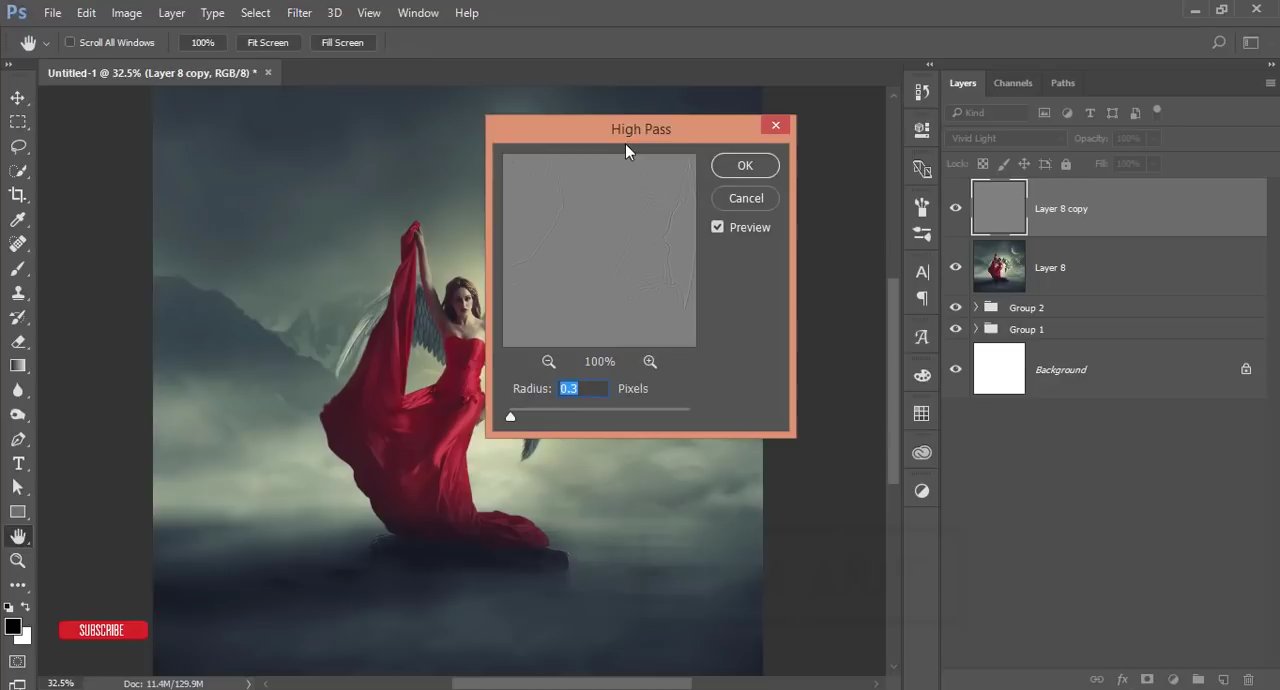 Ps File Edit Image Layer Type Select Filter 3D View Window Help
Scroll All Windows 100% Fit Screen Fill Screen
Untitled-1 @ 32.5% (Layer 8 copy, RGB/8) * ×
High Pass
OK
Cancel
Preview
100%
Radius: 0.3 Pixels
Layers Channels Paths
Kind
Vivid Light Opacity: 100%
Lock: Fill: 100%
Layer 8 copy
Layer 8
Group 2
Group 1
Background
SUBSCRIBE
32.5% Doc: 11.4M/129.9M